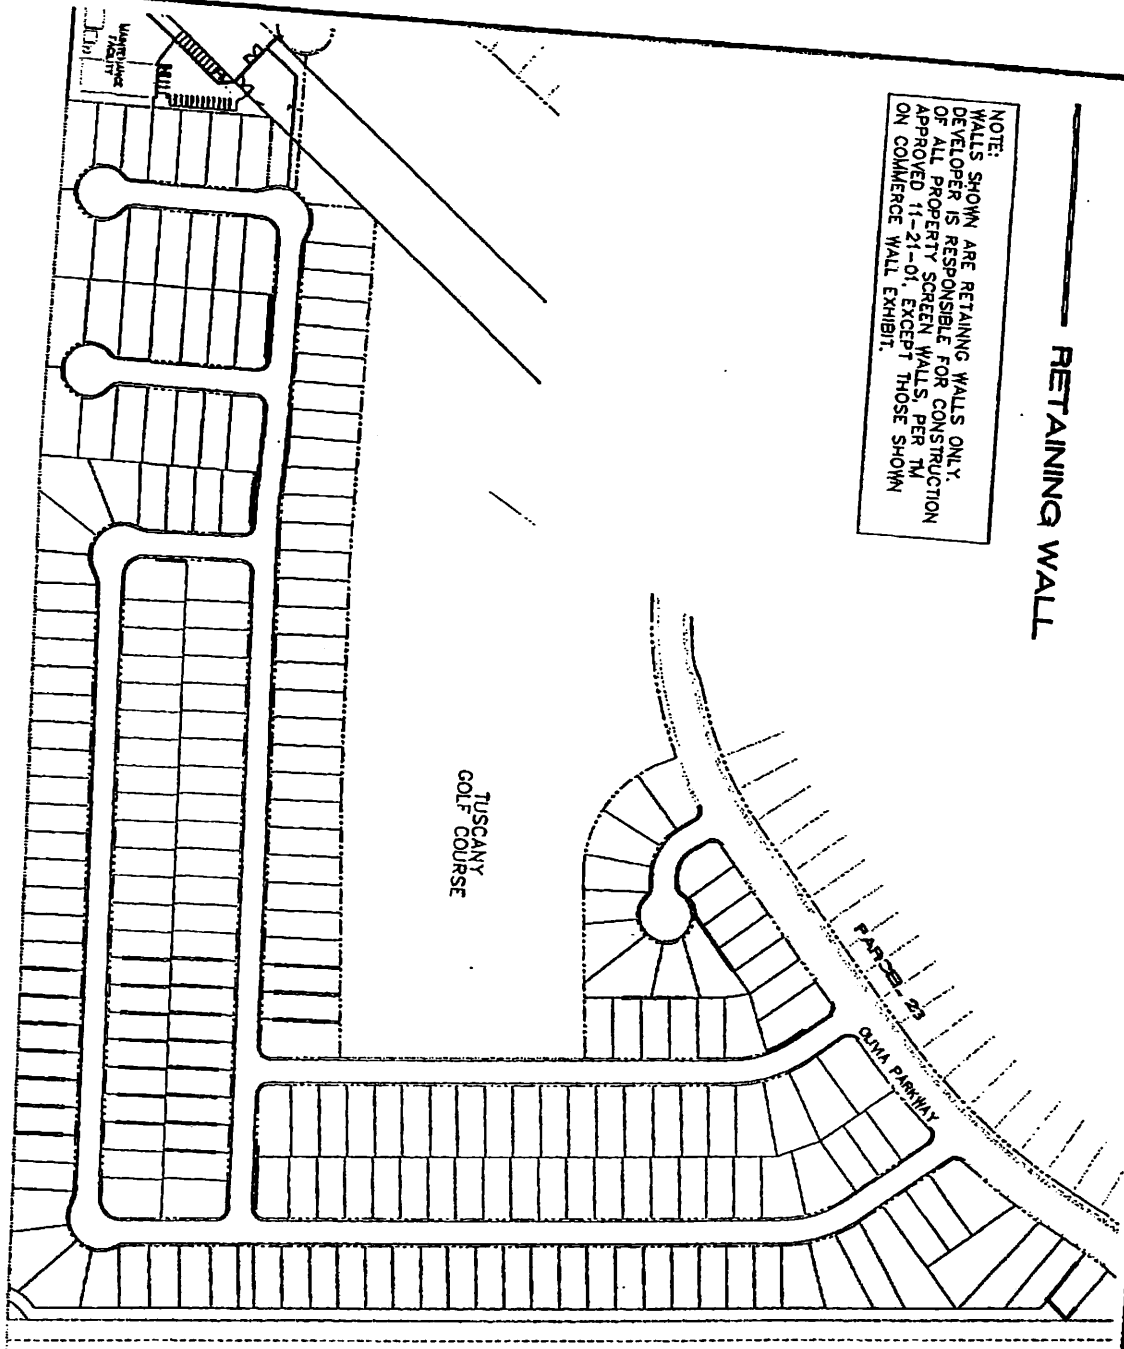 RETAINING WALL
NOTE:
WALLS SHOWN ARE RETAINING WALLS ONLY.
DEVELOPER IS RESPONSIBLE FOR CONSTRUCTION
OF ALL PROPERTY SCREEN WALLS, PER TM
APPROVED 11-21-01, EXCEPT THOSE SHOWN
ON COMMERCE WALL EXHIBIT.
MAINTENANCE
FACILITY
TUSCANY
GOLF COURSE
PARCEL - 23
OLIVIA PARKWAY